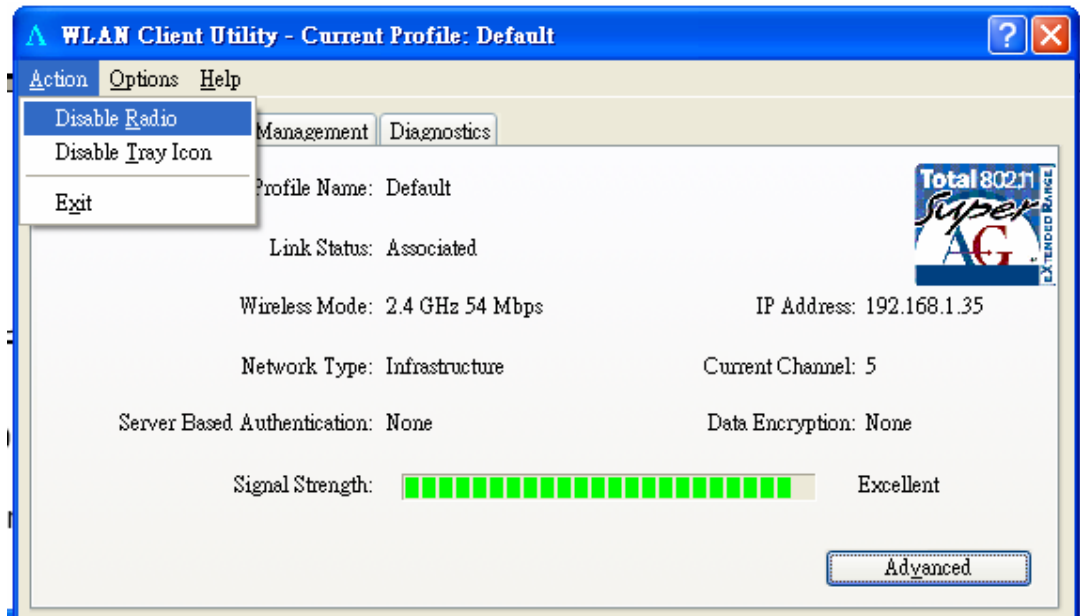 WLAN Client Utility - Current Profile: Default
Action Options Help
Disable Radio
Disable Tray Icon
Exit
Management Diagnostics
Profile Name: Default
Total 802.11
Super
AG
EXTENDED RANGE
Link Status: Associated
Wireless Mode: 2.4 GHz 54 Mbps
IP Address: 192.168.1.35
Network Type: Infrastructure
Current Channel: 5
Server Based Authentication: None
Data Encryption: None
Signal Strength: Excellent
Advanced